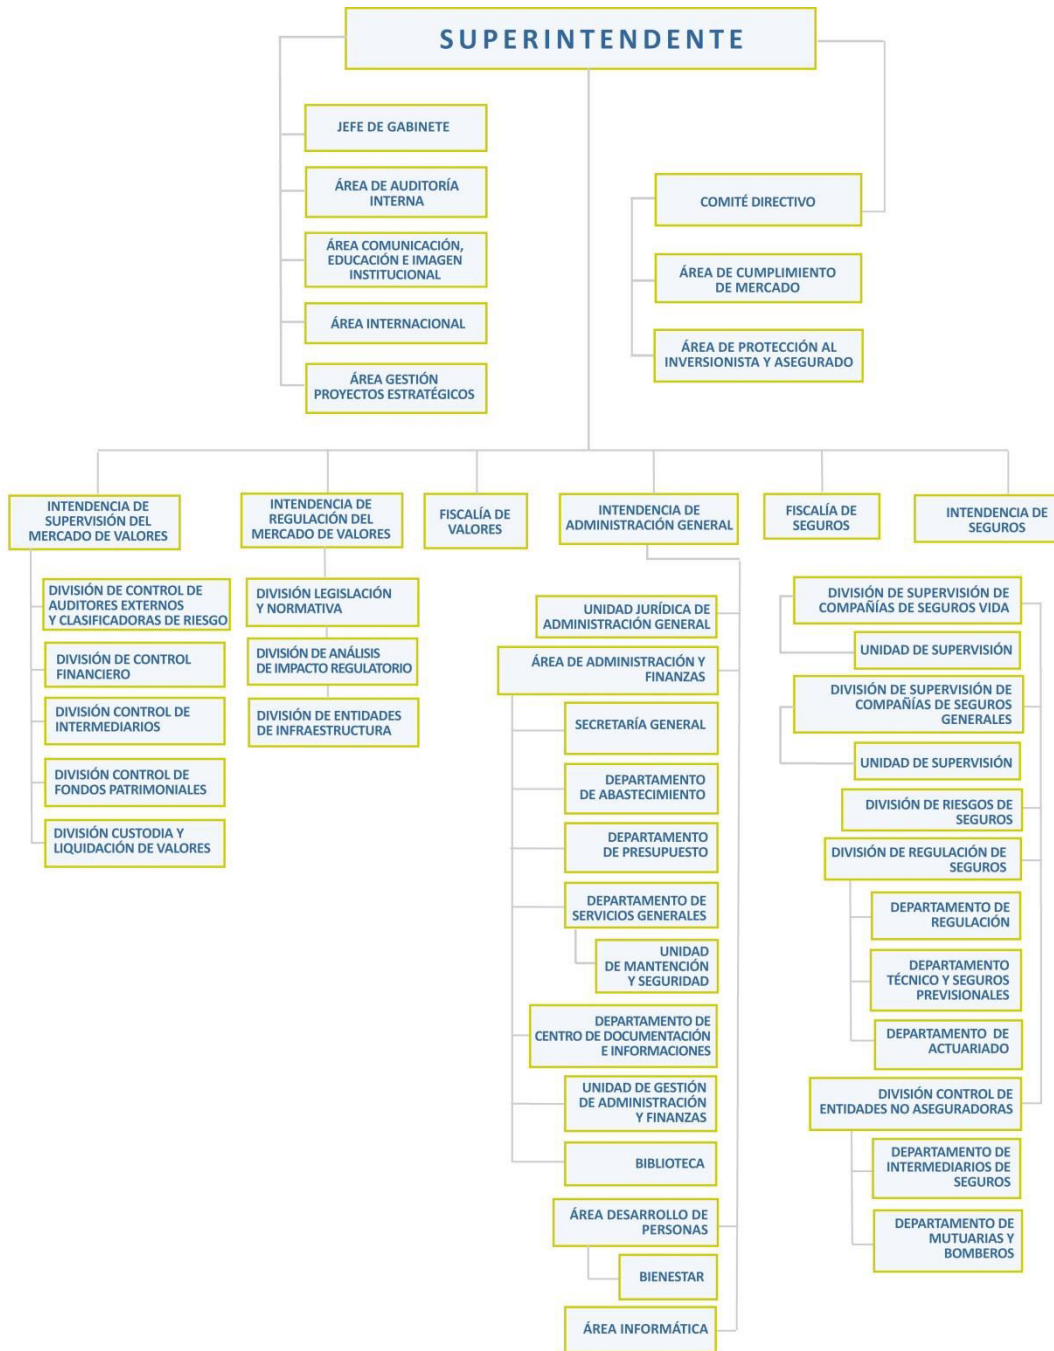 SUPERINTENDENTE
JEFE DE GABINETE
ÁREA DE AUDITORÍA
INTERNA
ÁREA COMUNICACIÓN,
EDUCACIÓN E IMAGEN
INSTITUCIONAL
ÁREA INTERNACIONAL
ÁREA GESTIÓN
PROYECTOS ESTRATÉGICOS
COMITÉ DIRECTIVO
ÁREA DE CUMPLIMIENTO
DE MERCADO
ÁREA DE PROTECCIÓN AL
INVERSIONISTA Y ASEGURADO
INTENDENCIA DE
SUPERVISIÓN DEL
MERCADO DE VALORES
INTENDENCIA DE
REGULACIÓN DEL
MERCADO DE VALORES
FISCALÍA DE
VALORES
INTENDENCIA DE
ADMINISTRACIÓN GENERAL
FISCALÍA DE
SEGUROS
INTENDENCIA DE
SEGUROS
DIVISIÓN DE CONTROL DE
AUDITORES EXTERNOS
Y CLASIFICADORAS DE RIESGO
DIVISIÓN DE CONTROL
FINANCIERO
DIVISIÓN CONTROL DE
INTERMEDIARIOS
DIVISIÓN CONTROL DE
FONDOS PATRIMONIALES
DIVISIÓN CUSTODIA Y
LIQUIDACIÓN DE VALORES
DIVISIÓN LEGISLACIÓN
Y NORMATIVA
DIVISIÓN DE ANÁLISIS
DE IMPACTO REGULATORIO
DIVISIÓN DE ENTIDADES
DE INFRAESTRUCTURA
UNIDAD JURÍDICA DE
ADMINISTRACIÓN GENERAL
ÁREA DE ADMINISTRACIÓN Y
FINANZAS
SECRETARÍA GENERAL
DEPARTAMENTO
DE ABASTECIMIENTO
DEPARTAMENTO
DE PRESUPUESTO
DEPARTAMENTO DE
SERVICIOS GENERALES
UNIDAD
DE MANTENCIÓN
Y SEGURIDAD
DEPARTAMENTO DE
CENTRO DE DOCUMENTACIÓN
E INFORMACIONES
UNIDAD DE GESTIÓN
DE ADMINISTRACIÓN
Y FINANZAS
BIBLIOTECA
ÁREA DESARROLLO DE
PERSONAS
BIENESTAR
ÁREA INFORMÁTICA
DIVISIÓN DE SUPERVISIÓN DE
COMPAÑÍAS DE SEGUROS VIDA
UNIDAD DE SUPERVISIÓN
DIVISIÓN DE SUPERVISIÓN DE
COMPAÑÍAS DE SEGUROS
GENERALES
UNIDAD DE SUPERVISIÓN
DIVISIÓN DE RIESGOS DE
SEGUROS
DIVISIÓN DE REGULACIÓN DE
SEGUROS
DEPARTAMENTO DE
REGULACIÓN
DEPARTAMENTO
TÉCNICO Y SEGUROS
PREVISIONALES
DEPARTAMENTO DE
ACTUARIADO
DIVISIÓN CONTROL DE
ENTIDADES NO ASEGURADORAS
DEPARTAMENTO DE
INTERMEDIARIOS DE
SEGUROS
DEPARTAMENTO DE
MUTUARIAS Y
BOMBEROS